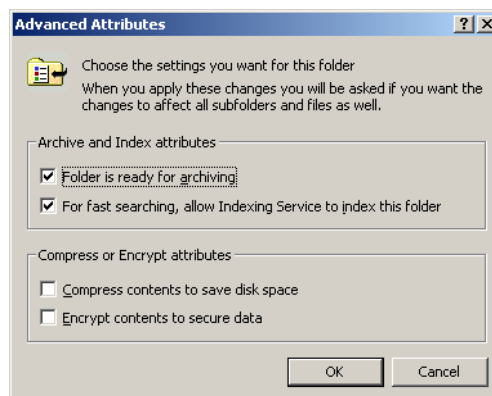 Advanced Attributes
Choose the settings you want for this folder
When you apply these changes you will be asked if you want the
changes to affect all subfolders and files as well.
Archive and Index attributes
Folder is ready for archiving
For fast searching, allow Indexing Service to index this folder
Compress or Encrypt attributes
Compress contents to save disk space
Encrypt contents to secure data
OK Cancel